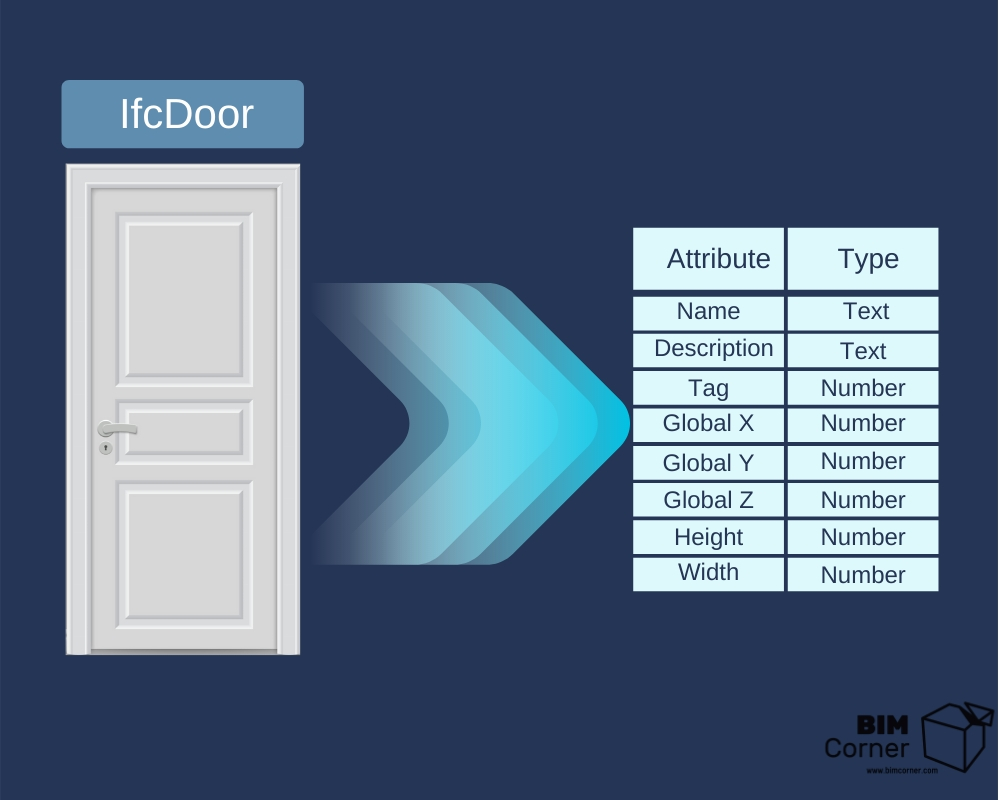 IfcDoor
Attribute Type
Name Text
Description Text
Tag Number
Global X Number
Global Y Number
Global Z Number
Height Number
Width Number
BIM
Corner
www.bimcorner.com